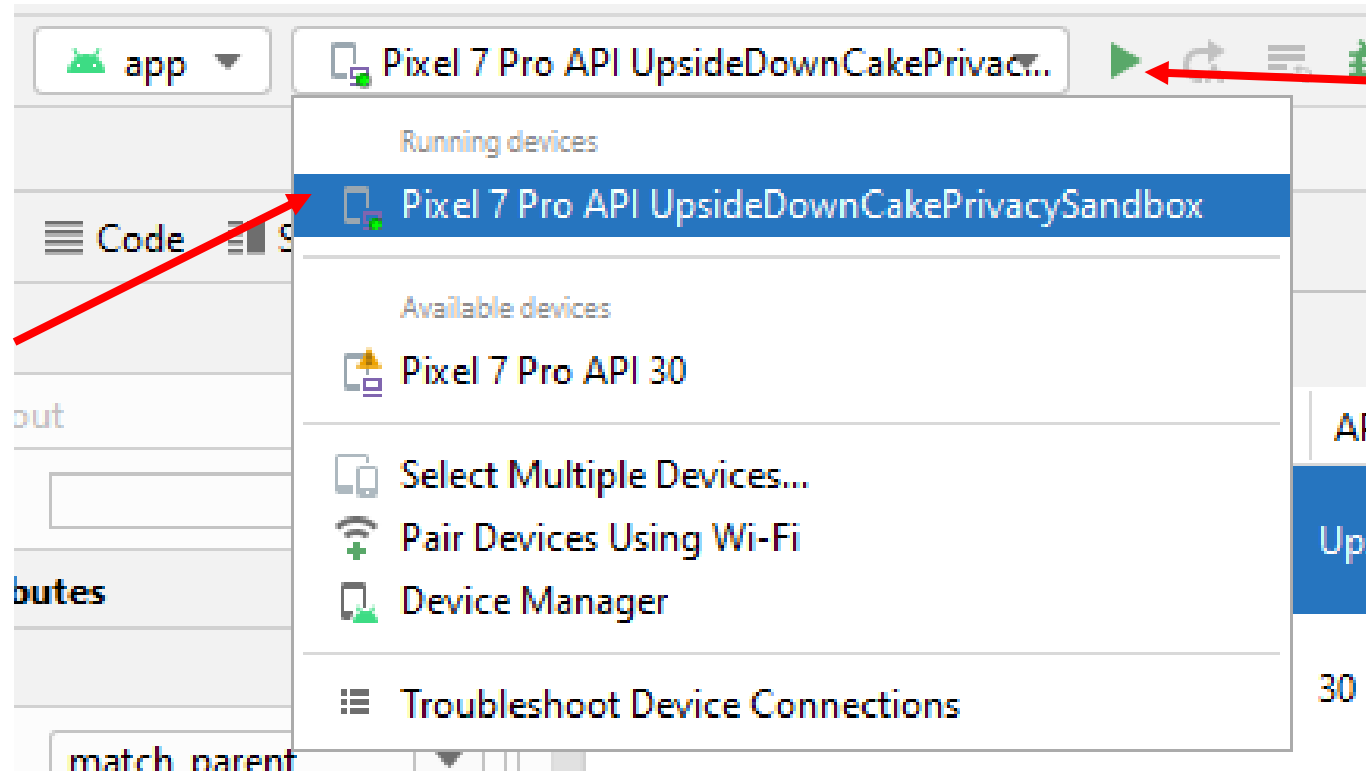 app
Pixel 7 Pro API UpsideDownCakePrivac...
Running devices
Pixel 7 Pro API UpsideDownCakePrivacySandbox
Code
S
Available devices
Pixel 7 Pro API 30
out
AP
Select Multiple Devices...
Pair Devices Using Wi-Fi
Up
butes
Device Manager
30
Troubleshoot Device Connections
match_parent